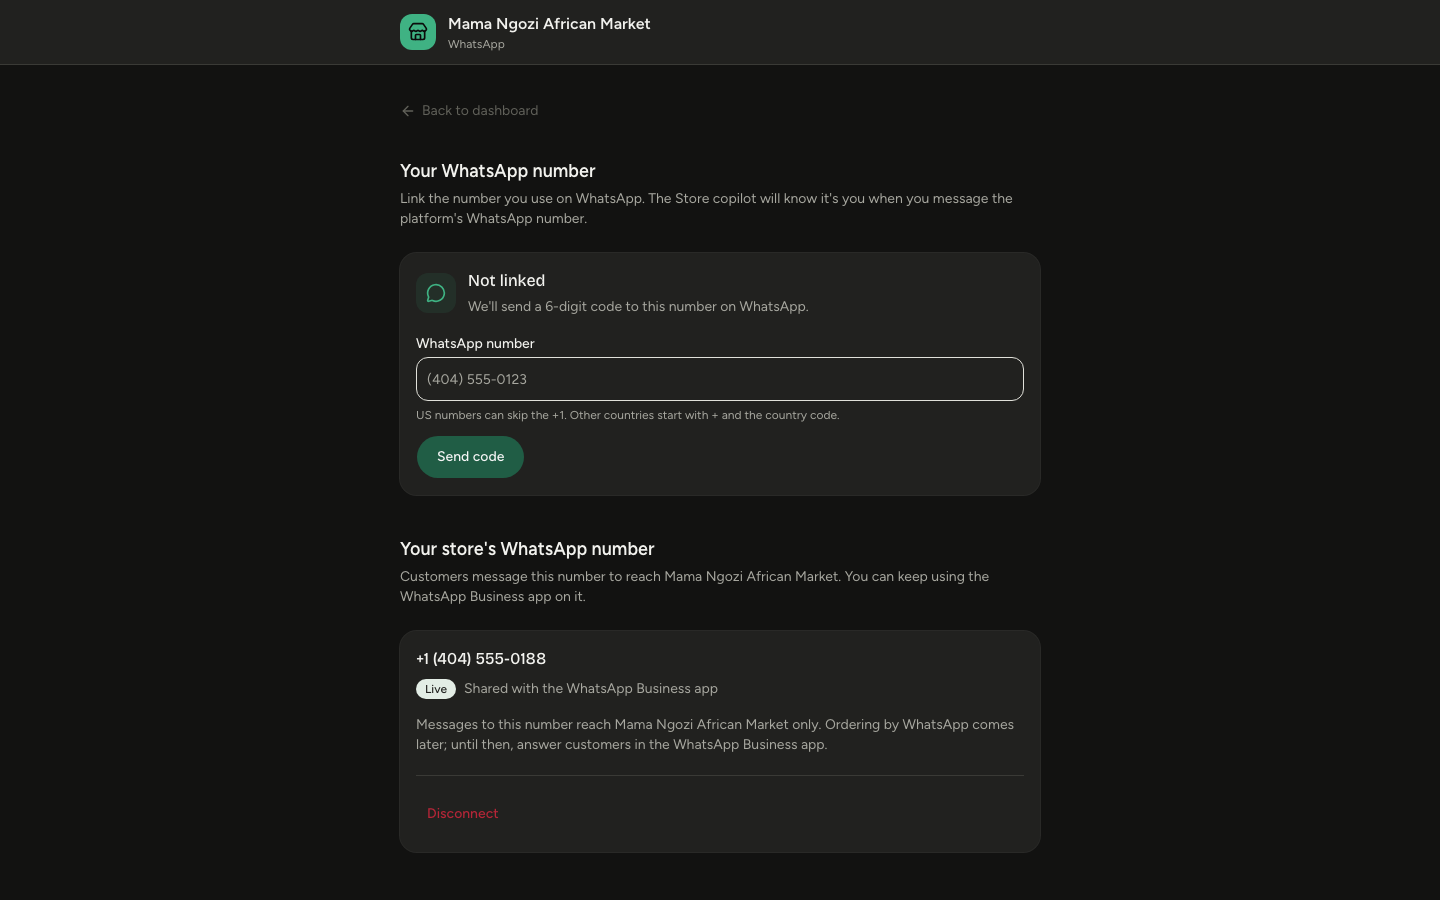 Mama Ngozi African Market
WhatsApp
Back to dashboard
Your WhatsApp number
Link the number you use on WhatsApp. The Store copilot will know it's you when you message the
platform's WhatsApp number.
Not linked
We'll send a 6-digit code to this number on WhatsApp.
WhatsApp number
(404) 555-0123
US numbers can skip the +1. Other countries start with + and the country code.
Send code
Your store's WhatsApp number
Customers message this number to reach Mama Ngozi African Market. You can keep using the
WhatsApp Business app on it.
+1 (404) 555-0188
Live Shared with the WhatsApp Business app
Messages to this number reach Mama Ngozi African Market only. Ordering by WhatsApp comes
later; until then, answer customers in the WhatsApp Business app.
Disconnect